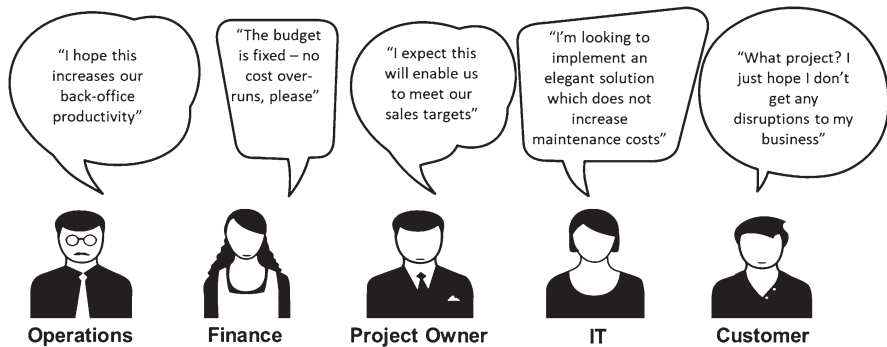 “I hope this
increases our
back-office
productivity”
“The budget
is fixed – no
cost over-
runs, please”
“I expect this
will enable us
to meet our
sales targets”
“I’m looking to
implement an
elegant solution
which does not
increase
maintenance costs”
“What project? I
just hope I don’t
get any
disruptions to my
business”
Operations
Finance
Project Owner
IT
Customer